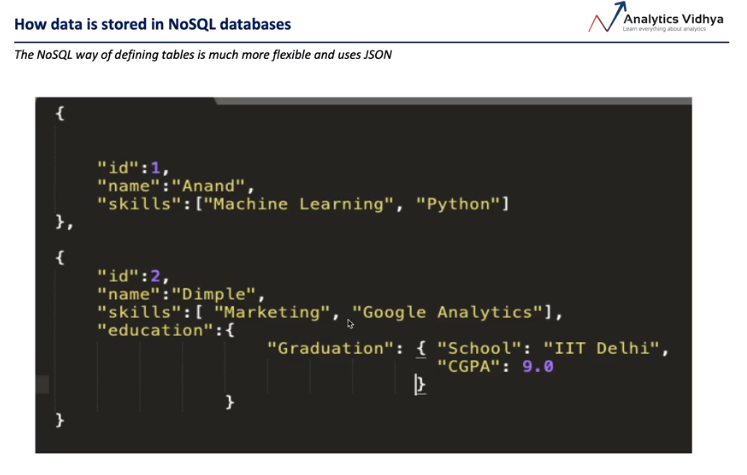 How data is stored in NoSQL databases
Analytics Vidhya
Learn everything about analytics
The NoSQL way of defining tables is much more flexible and uses JSON
{
"id":1,
"name":"Anand",
"skills":["Machine Learning", "Python"]
},
{
"id":2,
"name":"Dimple",
"skills":[ "Marketing", "Google Analytics"],
"education":{
"Graduation": { "School": "IIT Delhi",
"CGPA": 9.0
}
}
}